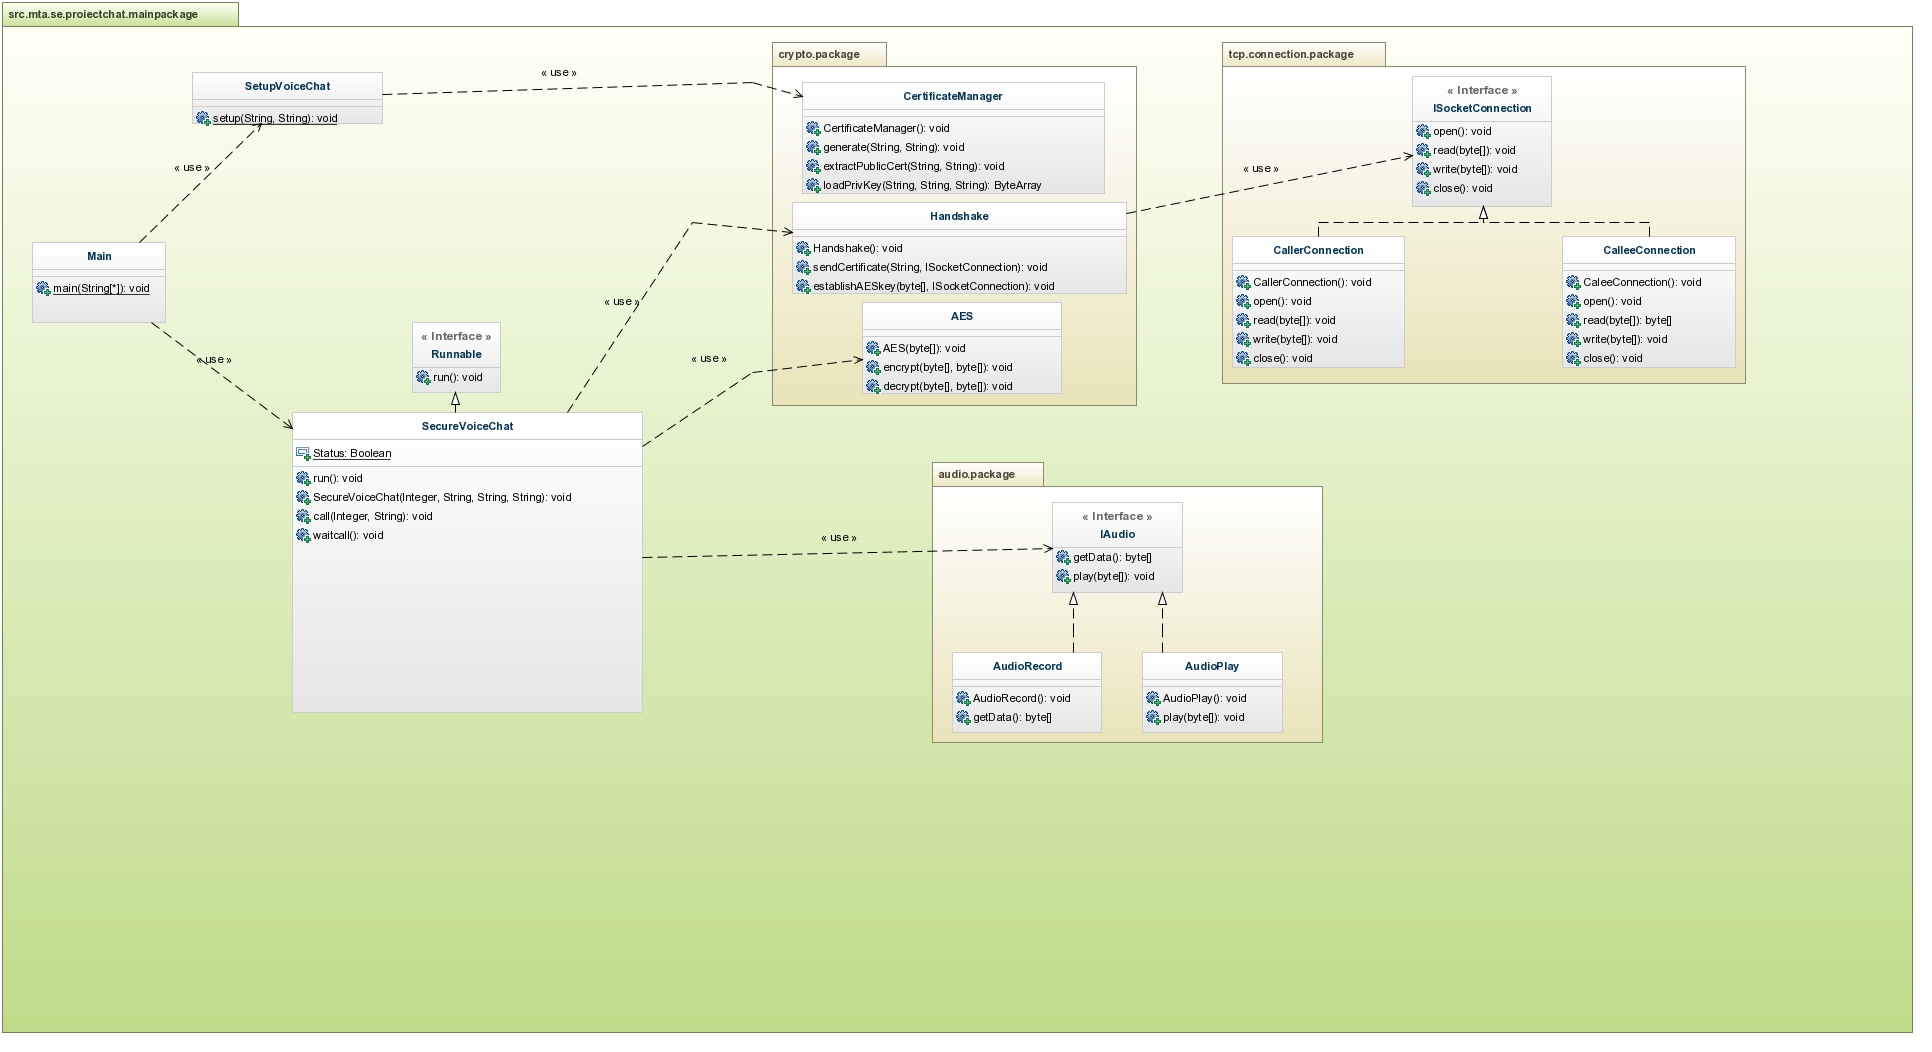 src.mta.se.proiectchat.mainpackage
SetupVoiceChat
setup(String, String): void
« use »
« use »
Main
main(String[*]): void
« use »
« Interface »
Runnable
run(): void
SecureVoiceChat
Status: Boolean
run(): void
SecureVoiceChat(Integer, String, String, String): void
call(Integer, String): void
waitcall(): void
« use »
« use »
« use »
crypto.package
CertificateManager
CertificateManager(): void
generate(String, String): void
extractPublicCert(String, String): void
loadPrivKey(String, String, String): ByteArray
Handshake
Handshake(): void
sendCertificate(String, ISocketConnection): void
establishAESkey(byte[], ISocketConnection): void
AES
AES(byte[]): void
encrypt(byte[], byte[]): void
decrypt(byte[], byte[]): void
« use »
tcp.connection.package
« Interface »
ISocketConnection
open(): void
read(byte[]): void
write(byte[]): void
close(): void
CallerConnection
CallerConnection(): void
open(): void
read(byte[]): void
write(byte[]): void
close(): void
CalleeConnection
CaleeConnection(): void
open(): void
read(byte[]): byte[]
write(byte[]): void
close(): void
audio.package
« Interface »
IAudio
getData(): byte[]
play(byte[]): void
AudioRecord
AudioRecord(): void
getData(): byte[]
AudioPlay
AudioPlay(): void
play(byte[]): void